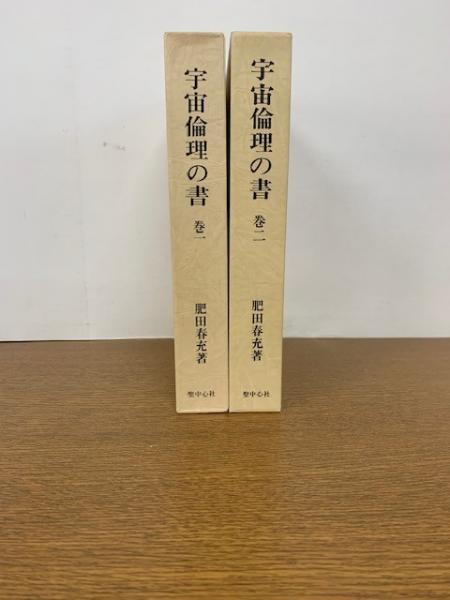 宇宙倫理の書
巻一
肥田春充著
聖中心社
宇宙倫理の書
巻二
肥田春充著
聖中心社